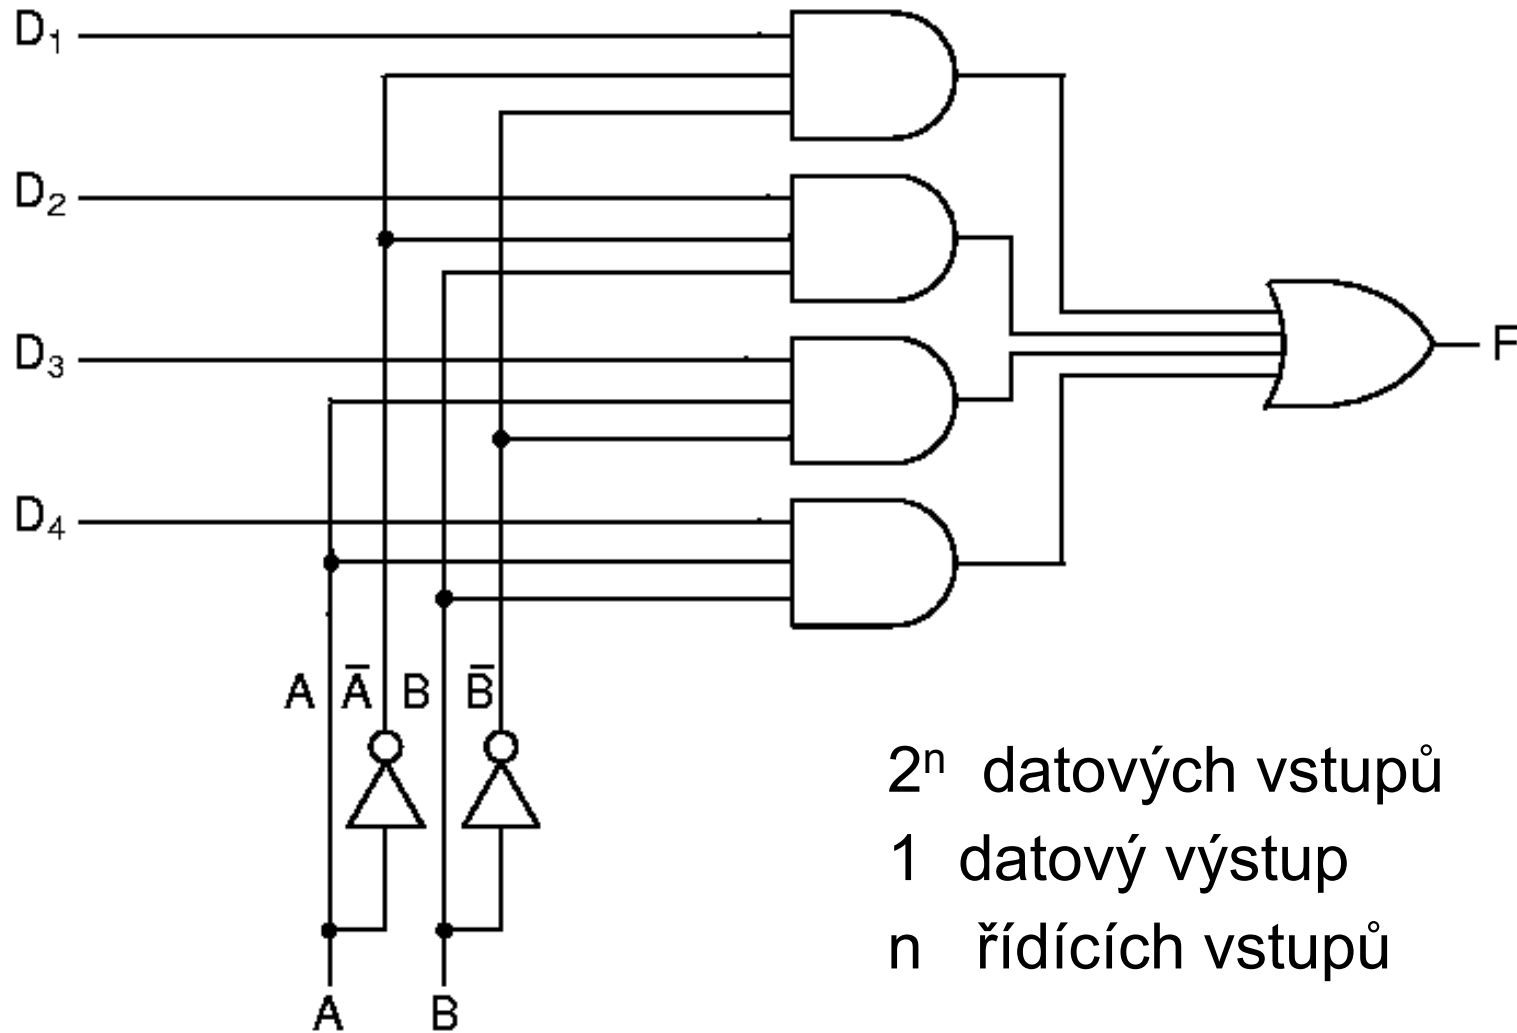 D₁
D₂
D₃
F
D₄
A A̅ B B̅
2ⁿ datových vstupů
1 datový výstup
n řídících vstupů
A B